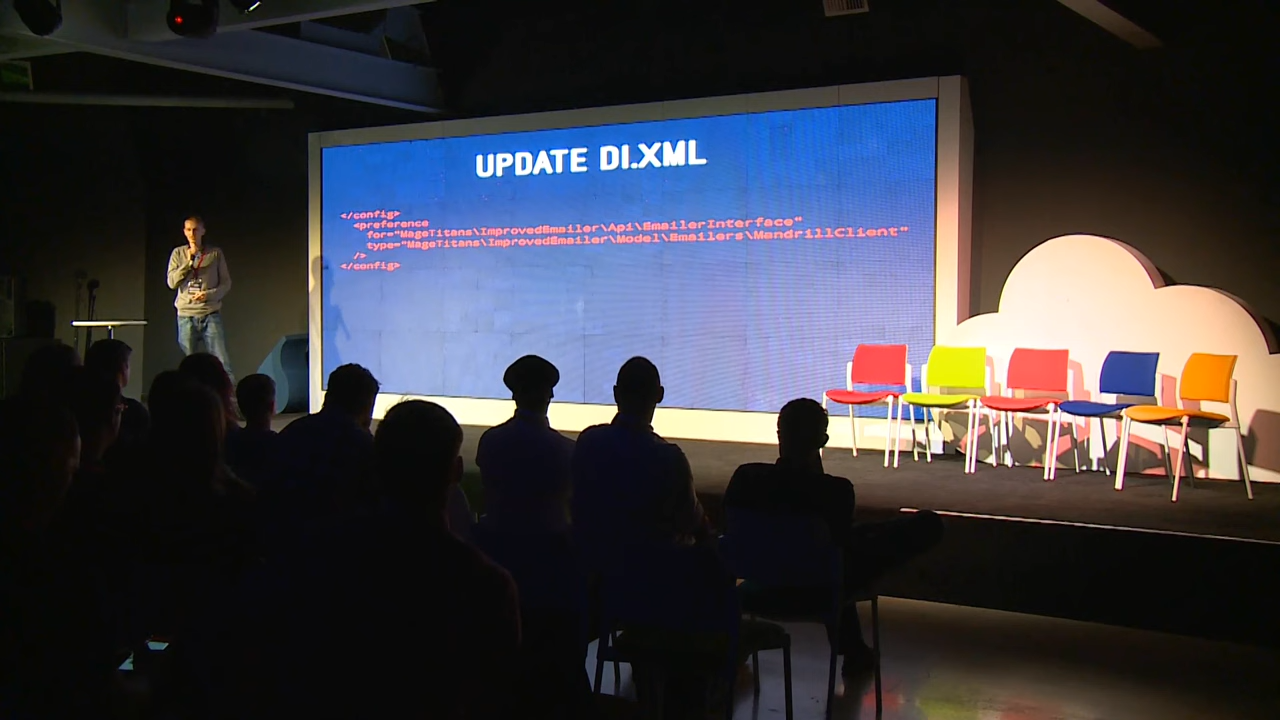 UPDATE DI.XML
</config>
<preference
for="MageTitans\ImprovedEmailer\Api\EmailerInterface"
type="MageTitans\ImprovedEmailer\Model\Emailers\MandrillClient"
/>
</config>